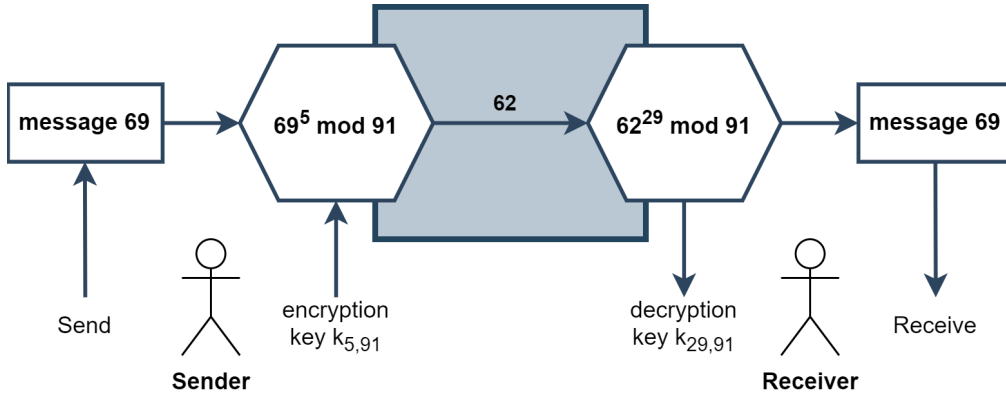 message 69
69⁵ mod 91
62
62²⁹ mod 91
message 69
Send
encryption
key k₅,₉₁
decryption
key k₂₉,₉₁
Receive
Sender
Receiver